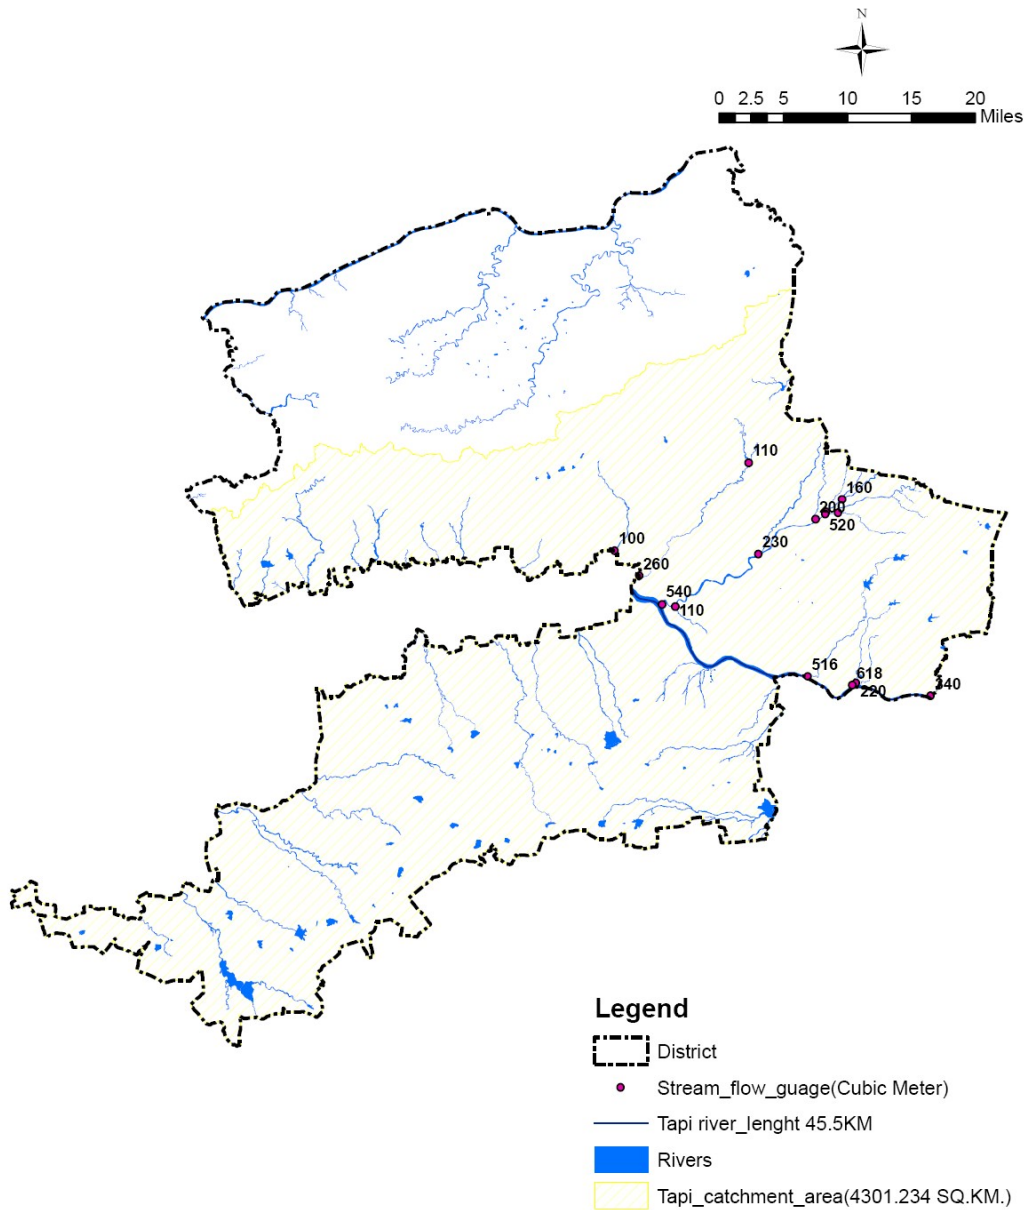 N
0 2.5 5 10 15 20
Miles
110
160
200
520
230
100
260
540
110
516
618
220
340
Legend
District
Stream_flow_guage(Cubic Meter)
Tapi river_lenght 45.5KM
Rivers
Tapi_catchment_area(4301.234 SQ.KM.)